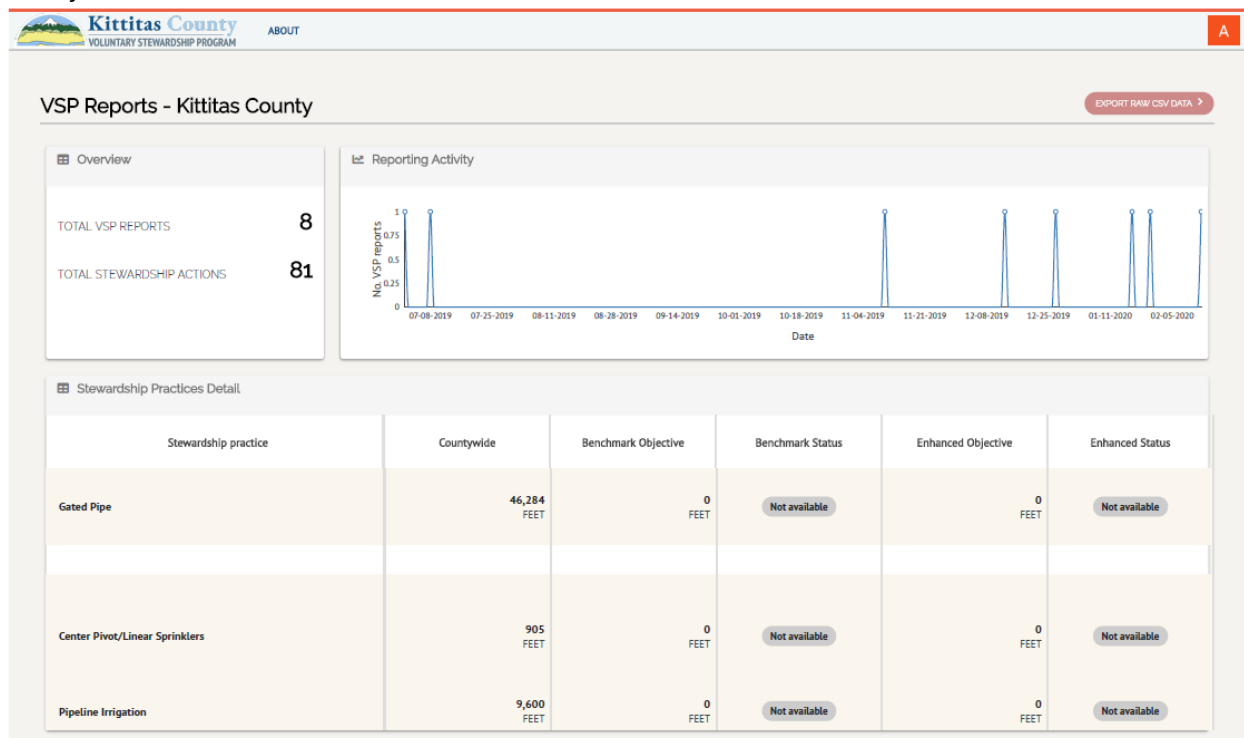 Kittitas County
VOLUNTARY STEWARDSHIP PROGRAM
ABOUT
A
VSP Reports - Kittitas County
EXPORT RAW CSV DATA >
Overview
TOTAL VSP REPORTS 8
TOTAL STEWARDSHIP ACTIONS 81
Reporting Activity
No. VSP reports
1
0.75
0.5
0.25
0
07-08-2019 07-25-2019 08-11-2019 08-28-2019 09-14-2019 10-01-2019 10-18-2019 11-04-2019 11-21-2019 12-08-2019 12-25-2019 01-11-2020 02-05-2020
Date
Stewardship Practices Detail
Stewardship practice Countywide Benchmark Objective Benchmark Status Enhanced Objective Enhanced Status
Gated Pipe 46,284 FEET 0 FEET Not available 0 FEET Not available
Center Pivot/Linear Sprinklers 905 FEET 0 FEET Not available 0 FEET Not available
Pipeline Irrigation 9,600 FEET 0 FEET Not available 0 FEET Not available